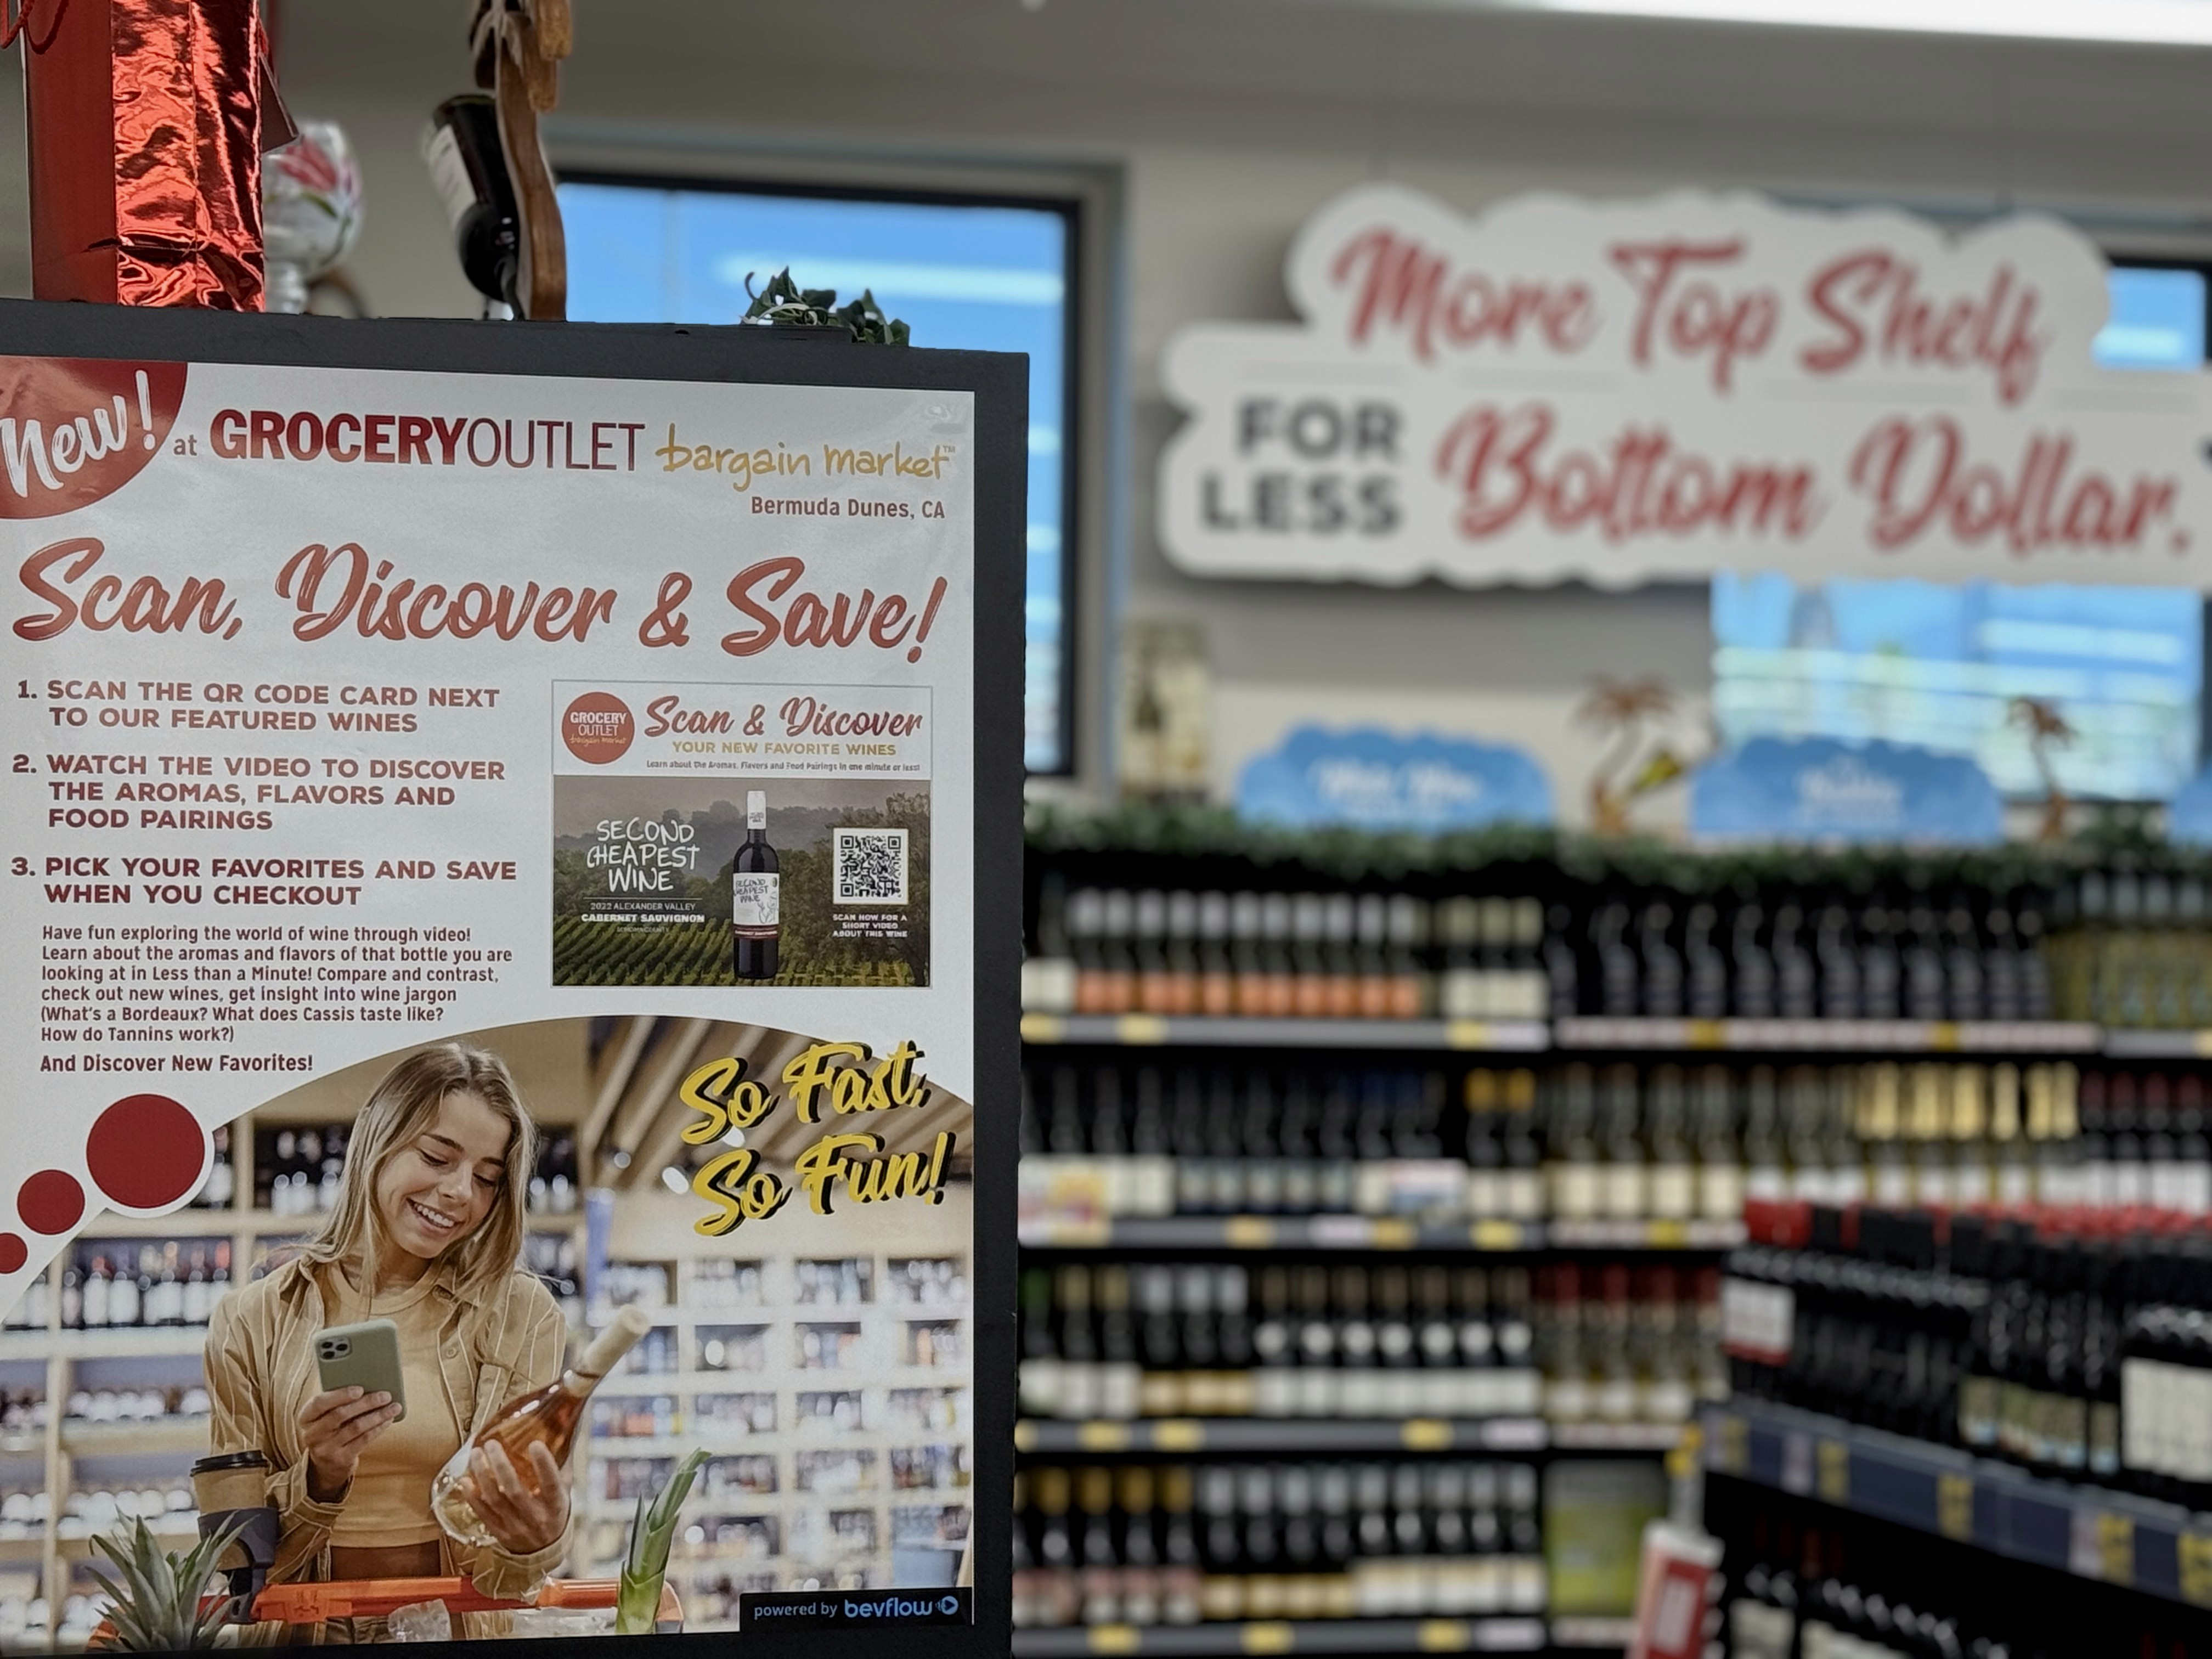 New! at GROCERYOUTLET bargain market™
Bermuda Dunes, CA
Scan, Discover & Save!
1. SCAN THE QR CODE CARD NEXT
TO OUR FEATURED WINES
2. WATCH THE VIDEO TO DISCOVER
THE AROMAS, FLAVORS AND
FOOD PAIRINGS
3. PICK YOUR FAVORITES AND SAVE
WHEN YOU CHECKOUT
Have fun exploring the world of wine through video!
Learn about the aromas and flavors of that bottle you are
looking at in Less than a Minute! Compare and contrast,
check out new wines, get insight into wine jargon
(What's a Bordeaux? What does Cassis taste like?
How do Tannins work?)
And Discover New Favorites!
GROCERY
OUTLET
bargain market
Scan & Discover
YOUR NEW FAVORITE WINES
Learn about the Aromas, Flavors and Food Pairings in one minute or less!
SECOND
CHEAPEST
WINE
2022 ALEXANDER VALLEY
CABERNET SAUVIGNON
SECOND
CHEAPEST
WINE
SCAN NOW FOR A
SHORT VIDEO
ABOUT THIS WINE
So Fast,
So Fun!
powered by bevflow
More Top Shelf
FOR
LESS
Bottom Dollar.